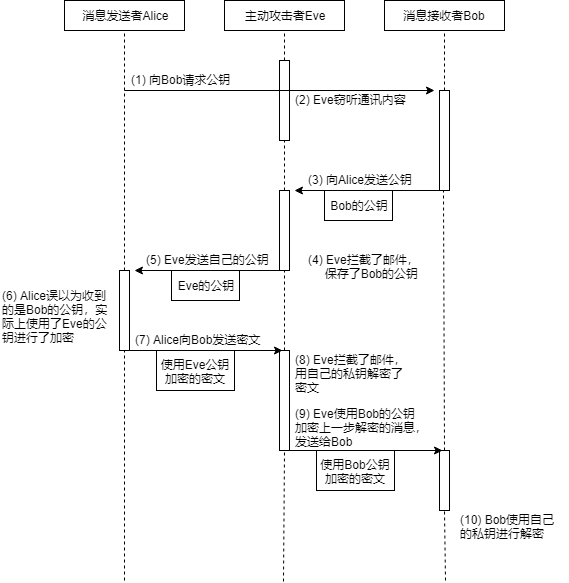 消息发送者Alice
主动攻击者Eve
消息接收者Bob
(1) 向Bob请求公钥
(2) Eve窃听通讯内容
(3) 向Alice发送公钥
Bob的公钥
(4) Eve拦截了邮件，
保存了Bob的公钥
(5) Eve发送自己的公钥
Eve的公钥
(6) Alice误以为收到
的是Bob的公钥，实
际上使用了Eve的公
钥进行了加密
(7) Alice向Bob发送密文
使用Eve公钥
加密的密文
(8) Eve拦截了邮件，
用自己的私钥解密了
密文
(9) Eve使用Bob的公钥
加密上一步解密的消息，
发送给Bob
使用Bob公钥
加密的密文
(10) Bob使用自己
的私钥进行解密